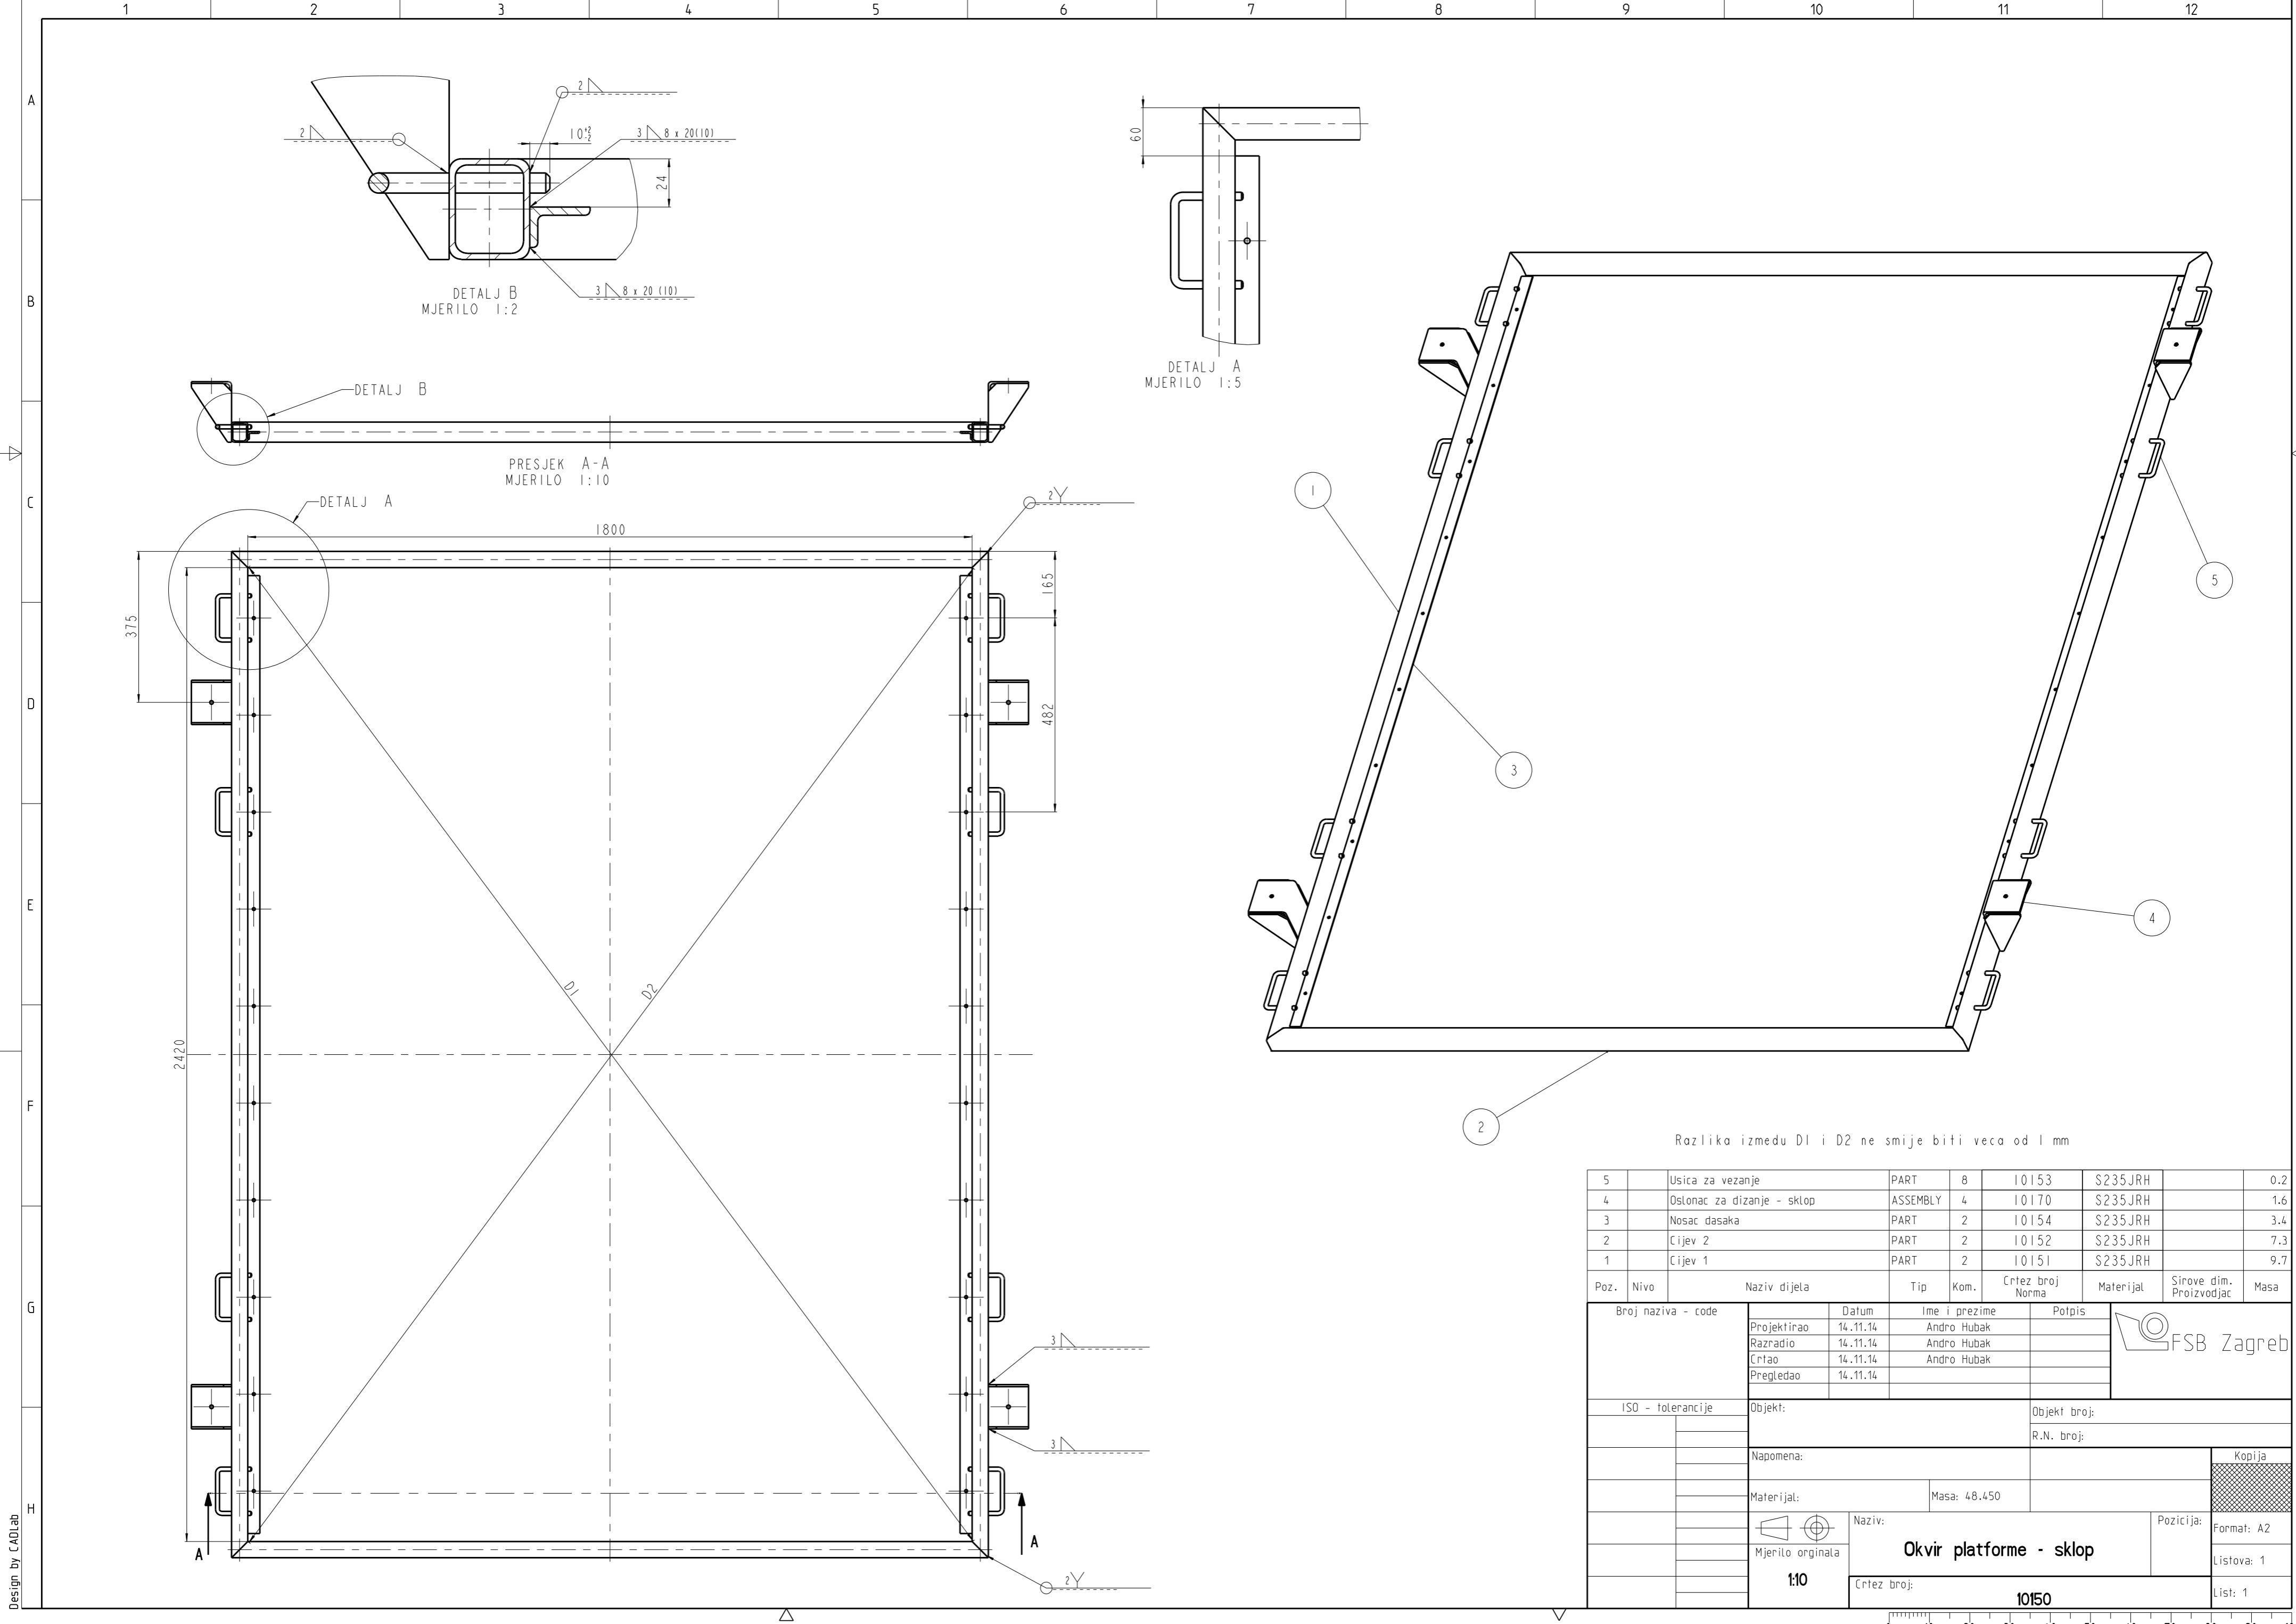 1 2 3 4 5 6 7 8 9 10 11 12
A
B
C
D
E
F
G
H
2
2
10 +2 -2
3 8 x 20(10)
24
3 8 x 20 (10)
DETALJ B
MJERILO 1:2
60
DETALJ A
MJERILO 1:5
DETALJ B
PRESJEK A-A
MJERILO 1:10
DETALJ A
2
1800
375
165
482
2420
D1
D2
3
3
A
A
2
1
3
5
4
2
Razlika izmedu D1 i D2 ne smije biti veca od 1 mm
5 Usica za vezanje PART 8 10153 S235JRH 0.2
4 Oslonac za dizanje - sklop ASSEMBLY 4 10170 S235JRH 1.6
3 Nosac dasaka PART 2 10154 S235JRH 3.4
2 Cijev 2 PART 2 10152 S235JRH 7.3
1 Cijev 1 PART 2 10151 S235JRH 9.7
Poz. Nivo Naziv dijela Tip Kom. Crtez broj Norma Materijal Sirove dim. Proizvodjac Masa
Broj naziva - code
Datum Ime i prezime Potpis
Projektirao 14.11.14 Andro Hubak
Razradio 14.11.14 Andro Hubak
Crtao 14.11.14 Andro Hubak
Pregledao 14.11.14
FSB Zagreb
ISO - tolerancije
Objekt:
Objekt broj:
R.N. broj:
Napomena:
Kopija
Materijal:
Masa: 48.450
Mjerilo orginala
1:10
Naziv:
Okvir platforme - sklop
Pozicija:
Format: A2
Listova: 1
Crtez broj:
10150
List: 1
Design by CADLab